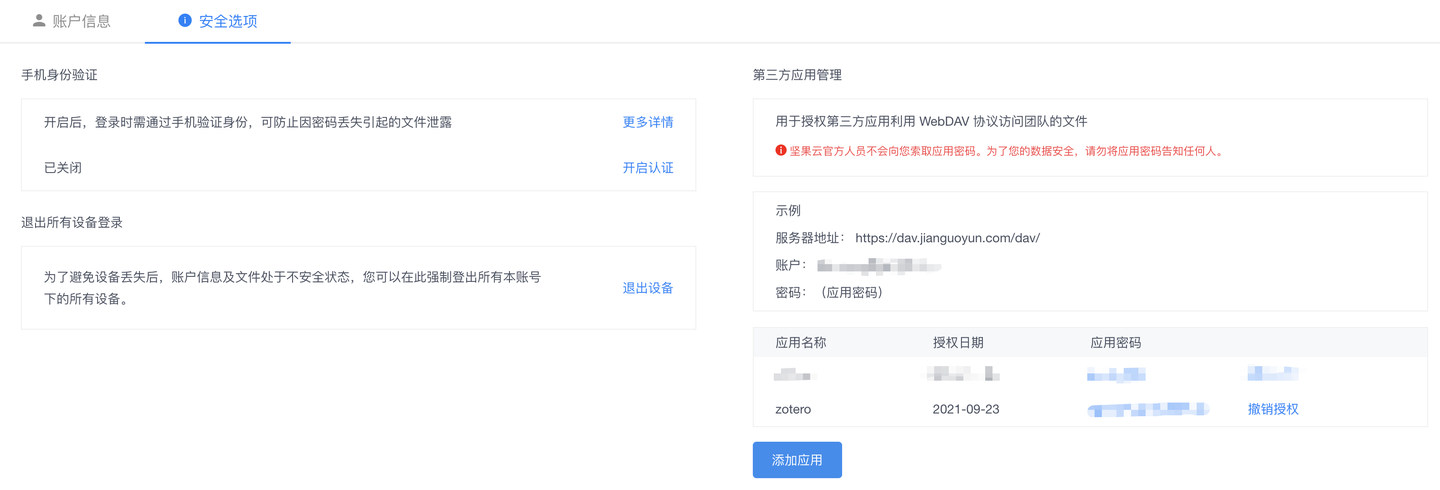 账户信息
安全选项
手机身份验证
开启后，登录时需通过手机验证身份，可防止因密码丢失引起的文件泄露
更多详情
已关闭
开启认证
退出所有设备登录
为了避免设备丢失后，账户信息及文件处于不安全状态，您可以在此强制登出所有本账号
下的所有设备。
退出设备
第三方应用管理
用于授权第三方应用利用 WebDAV 协议访问团队的文件
坚果云官方人员不会向您索取应用密码。为了您的数据安全，请勿将应用密码告知任何人。
示例
服务器地址： https://dav.jianguoyun.com/dav/
账户：
密码：（应用密码）
应用名称 授权日期 应用密码
zotero 2021-09-23 撤销授权
添加应用